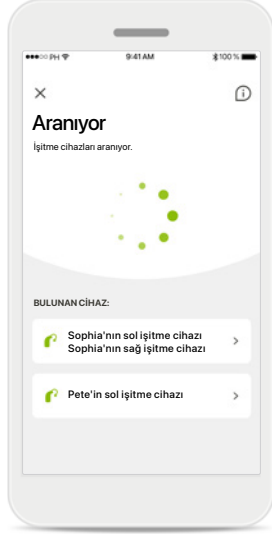 PH 9:41 AM 100 %
Aranıyor
İşitme cihazları aranıyor.
BULUNAN CİHAZ:
Sophia'nın sol işitme cihazı
Sophia'nın sağ işitme cihazı
Pete'in sol işitme cihazı